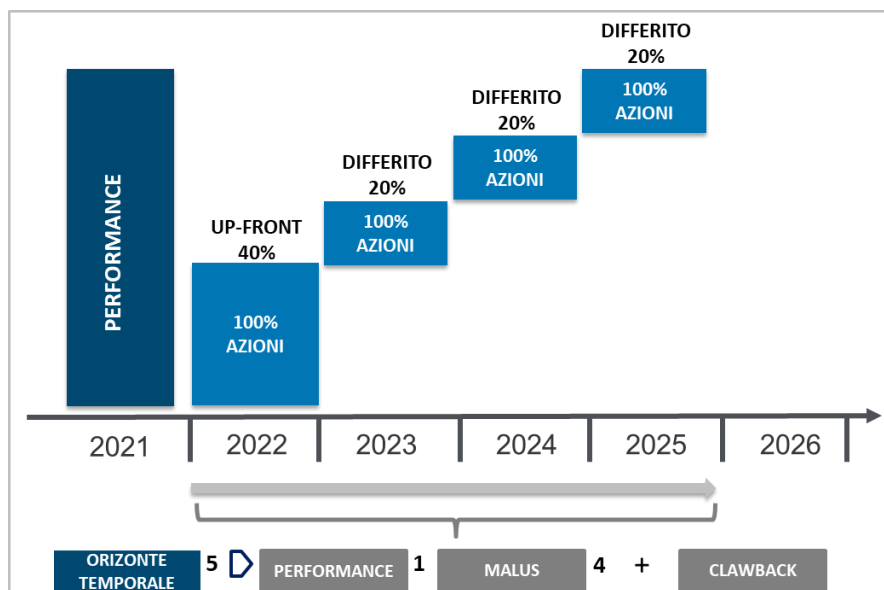 DIFFERITO
20%
100%
AZIONI
DIFFERITO
20%
100%
AZIONI
DIFFERITO
20%
100%
AZIONI
UP-FRONT
40%
100%
AZIONI
PERFORMANCE
2021 2022 2023 2024 2025 2026
ORIZONTE
TEMPORALE
5
PERFORMANCE
1
MALUS
4
+
CLAWBACK